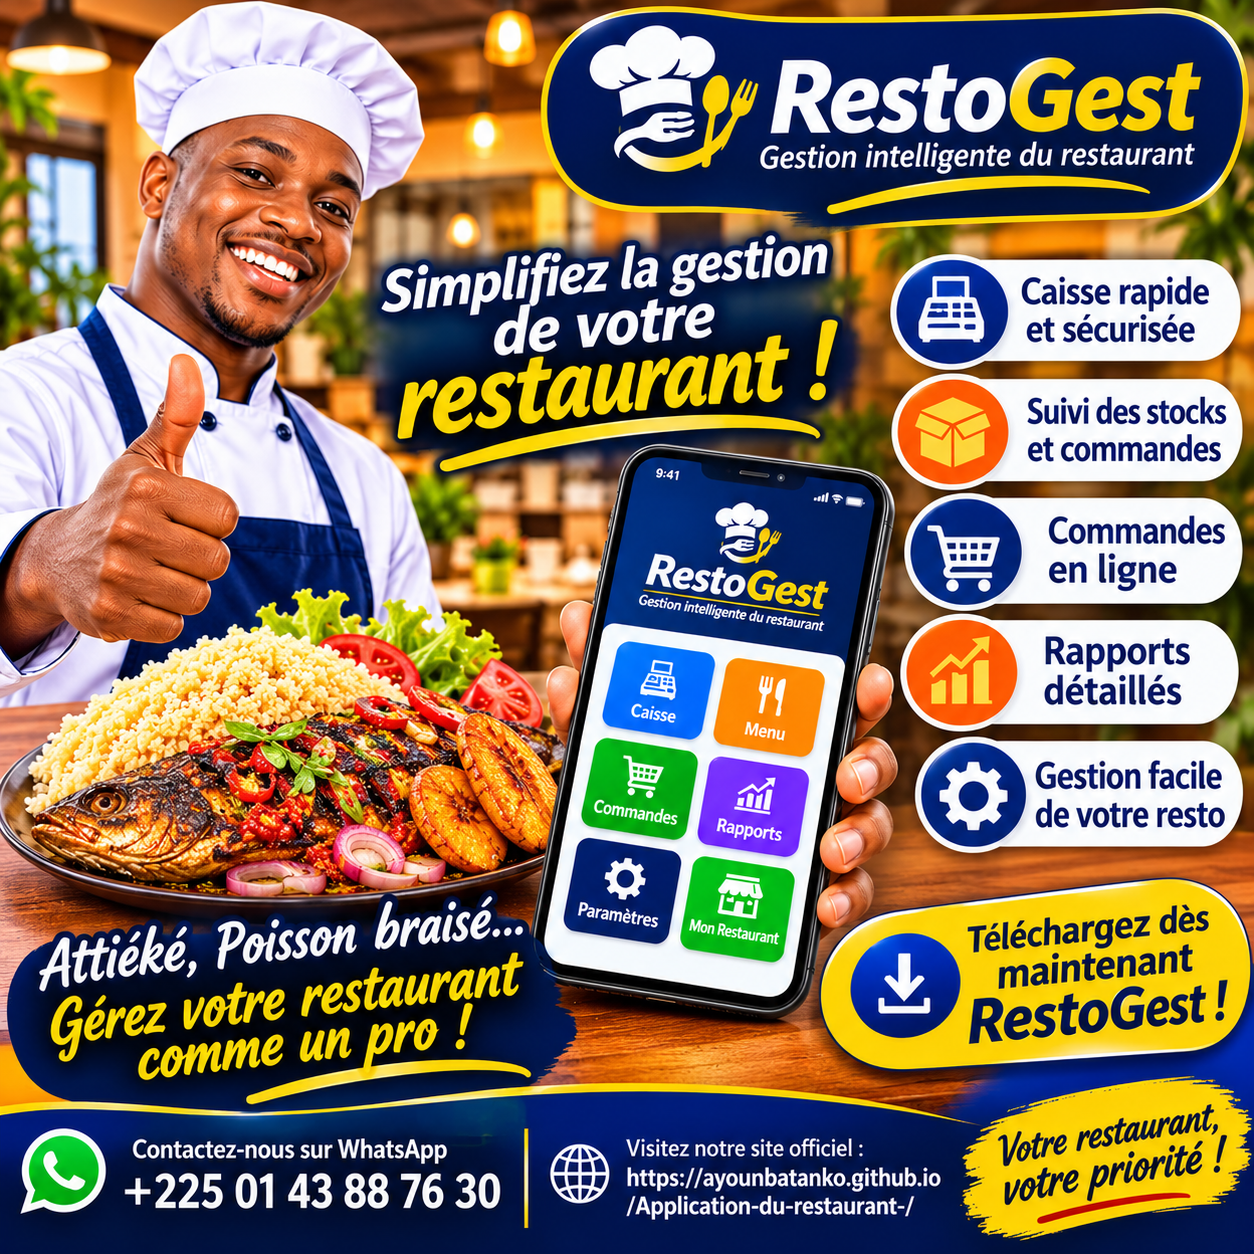 RestoGest
Gestion intelligente du restaurant
Simplifiez la gestion
de votre
restaurant !
Caisse rapide
et sécurisée
Suivi des stocks
et commandes
Commandes
en ligne
Rapports
détaillés
Gestion facile
de votre resto
9:41
RestoGest
Gestion intelligente du restaurant
Caisse
Menu
Commandes
Rapports
Paramètres
Mon Restaurant
Attiéké, Poisson braisé...
Gérez votre restaurant
comme un pro !
Téléchargez dès
maintenant
RestoGest !
Contactez-nous sur WhatsApp
+225 01 43 88 76 30
Visitez notre site officiel :
https://ayounbatanko.github.io
/Application-du-restaurant-/
Votre restaurant,
votre priorité !